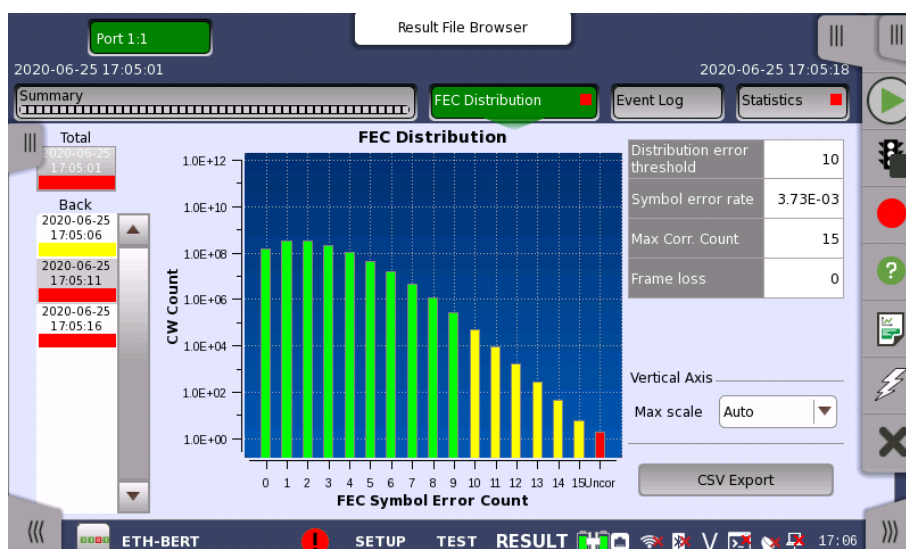 Port 1:1
Result File Browser
2020-06-25 17:05:01
2020-06-25 17:05:18
Summary
FEC Distribution
Event Log
Statistics
Total
2020-06-25
17:05:01
Back
2020-06-25
17:05:06
2020-06-25
17:05:11
2020-06-25
17:05:16
FEC Distribution
CW Count
1.0E+12
1.0E+10
1.0E+08
1.0E+06
1.0E+04
1.0E+02
1.0E+00
0 1 2 3 4 5 6 7 8 9 10 11 12 13 14 15Uncor
FEC Symbol Error Count
Distribution error
threshold
10
Symbol error rate
3.73E-03
Max Corr. Count
15
Frame loss
0
Vertical Axis
Max scale
Auto
CSV Export
ETH-BERT
SETUP
TEST
RESULT
17:06